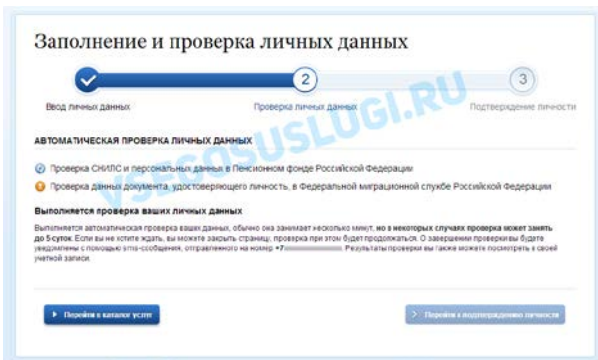 Заполнение и проверка личных данных
2
3
Ввод личных данных
Проверка личных данных
Подтверждение личности
VSEGOSUSLUGI.RU
АВТОМАТИЧЕСКАЯ ПРОВЕРКА ЛИЧНЫХ ДАННЫХ
Проверка СНИЛС и персональных данных в Пенсионном фонде Российской Федерации
Проверка данных документа, удостоверяющего личность, в Федеральной миграционной службе Российской Федерации
Выполняется проверка ваших личных данных
Выполняется автоматическая проверка ваших данных, обычно она занимает несколько минут, но в некоторых случаях проверка может занять
до 5 суток. Если вы не хотите ждать, вы можете закрыть страницу, проверка при этом будет продолжаться. О завершении проверки вы будете
уведомлены с помощью sms-сообщения, отправленного на номер +7 Результаты проверки вы также можете посмотреть в своей
учетной записи.
Перейти в каталог услуг
Перейти к подтверждению личности